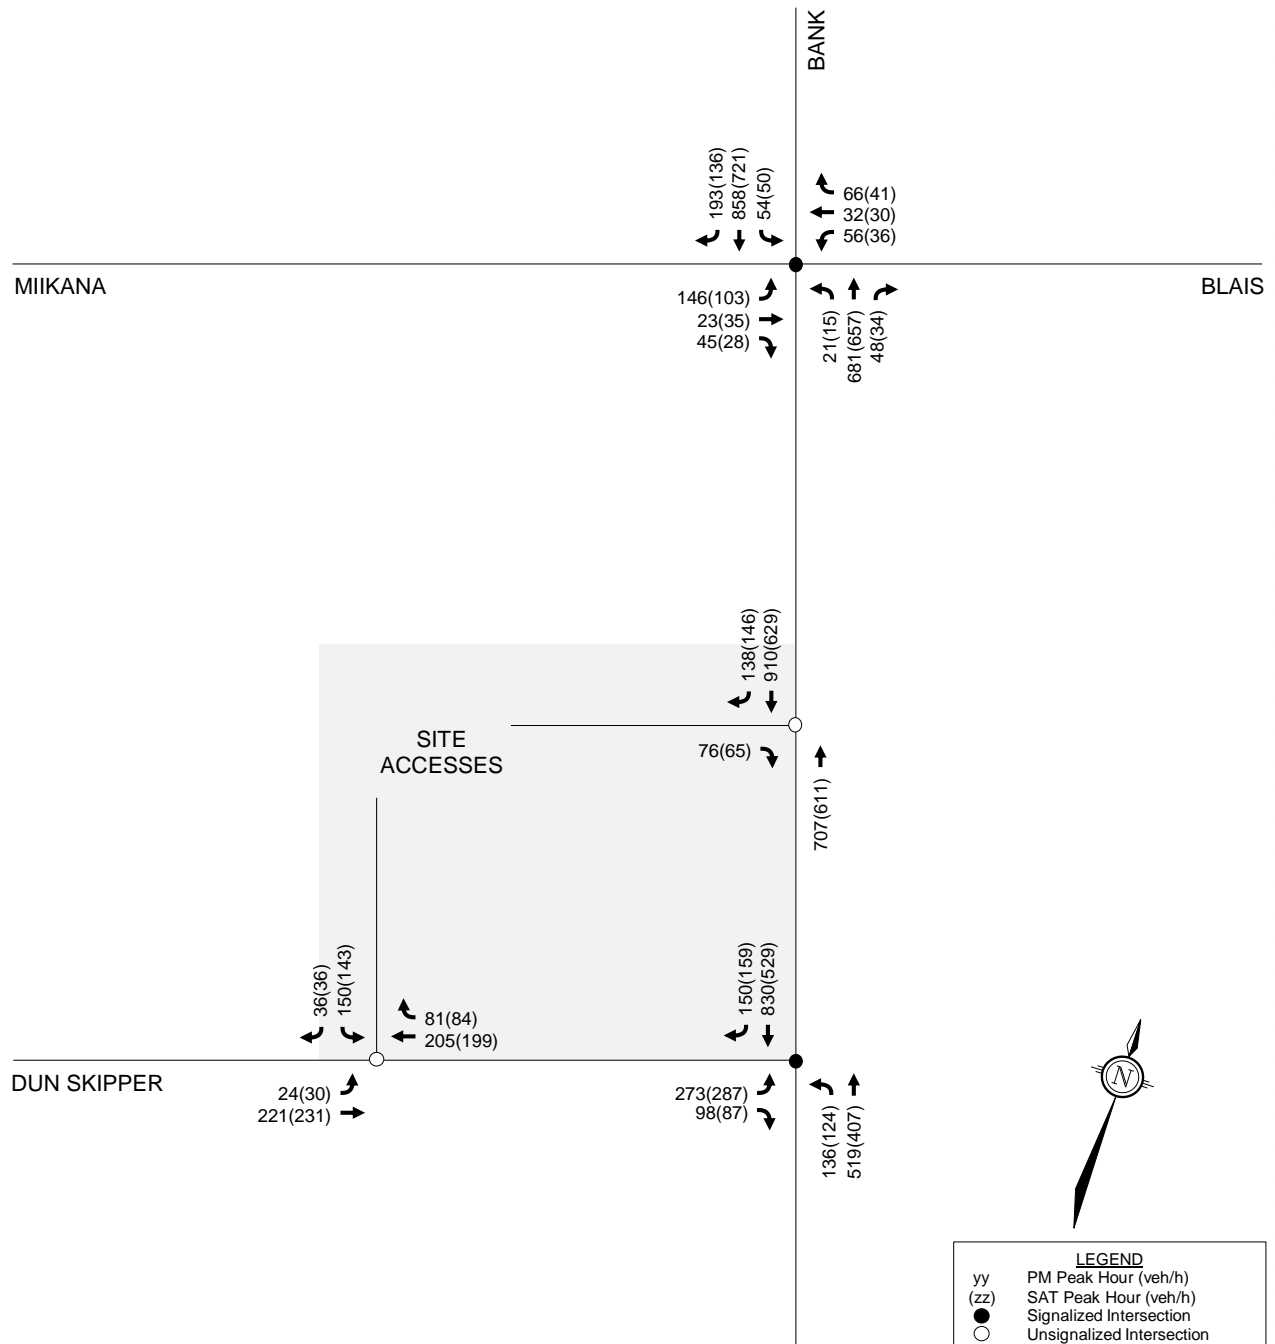 BANK
193(136)
858(721)
54(50)
66(41)
32(30)
56(36)
MIIKANA
BLAIS
146(103)
23(35)
45(28)
21(15)
681(657)
48(34)
138(146)
910(629)
SITE
ACCESSES
76(65)
707(611)
36(36)
150(143)
81(84)
205(199)
150(159)
830(529)
DUN SKIPPER
24(30)
221(231)
273(287)
98(87)
136(124)
519(407)
N
LEGEND
yy PM Peak Hour (veh/h)
(zz) SAT Peak Hour (veh/h)
Signalized Intersection
Unsignalized Intersection